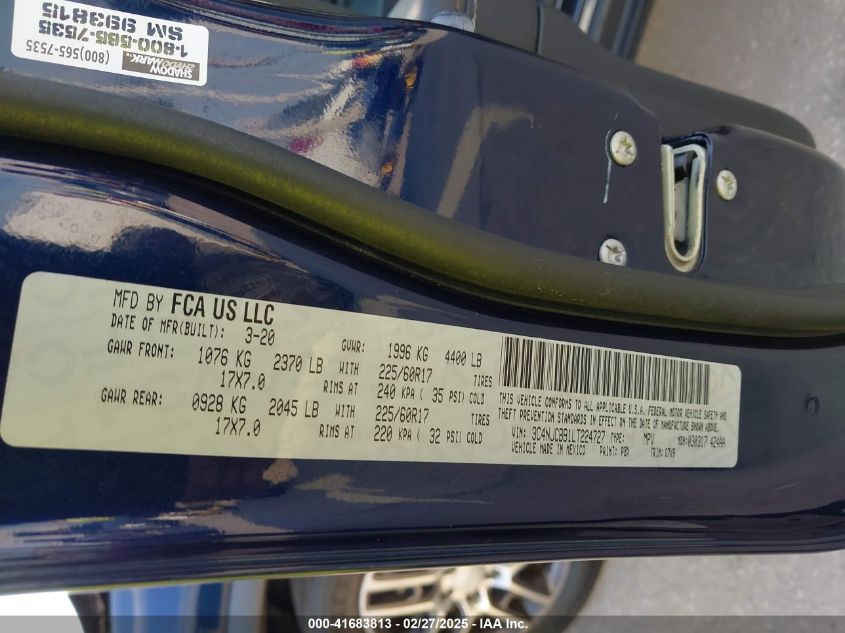 SM 993815
1-800-565-7535
(800)565-7535
SHADOW
MARK
MFD BY FCA US LLC
DATE OF MFR(BUILT): 3-20
GAWR FRONT: 1076 KG 2370 LB WITH 225/60R17 TIRES
17X7.0 RIMS AT 240 KPA ( 35 PSI) COLD
GAWR REAR: 0928 KG 2045 LB WITH 225/60R17 TIRES
17X7.0 RIMS AT 220 KPA ( 32 PSI) COLD
GVWR: 1996 KG 4400 LB
THIS VEHICLE CONFORMS TO ALL APPLICABLE U.S.A. FEDERAL MOTOR VEHICLE SAFETY AND
THEFT PREVENTION STANDARDS IN EFFECT ON THE DATE OF MANUFACTURE SHOWN ABOVE.
VIN: 3C4NJCBB1LT224727 TYPE: MPV MDH:030317 424AA
VEHICLE MADE IN MEXICO PAINT: PBM TRIM:
000-41683813 - 02/27/2025 - IAA Inc.